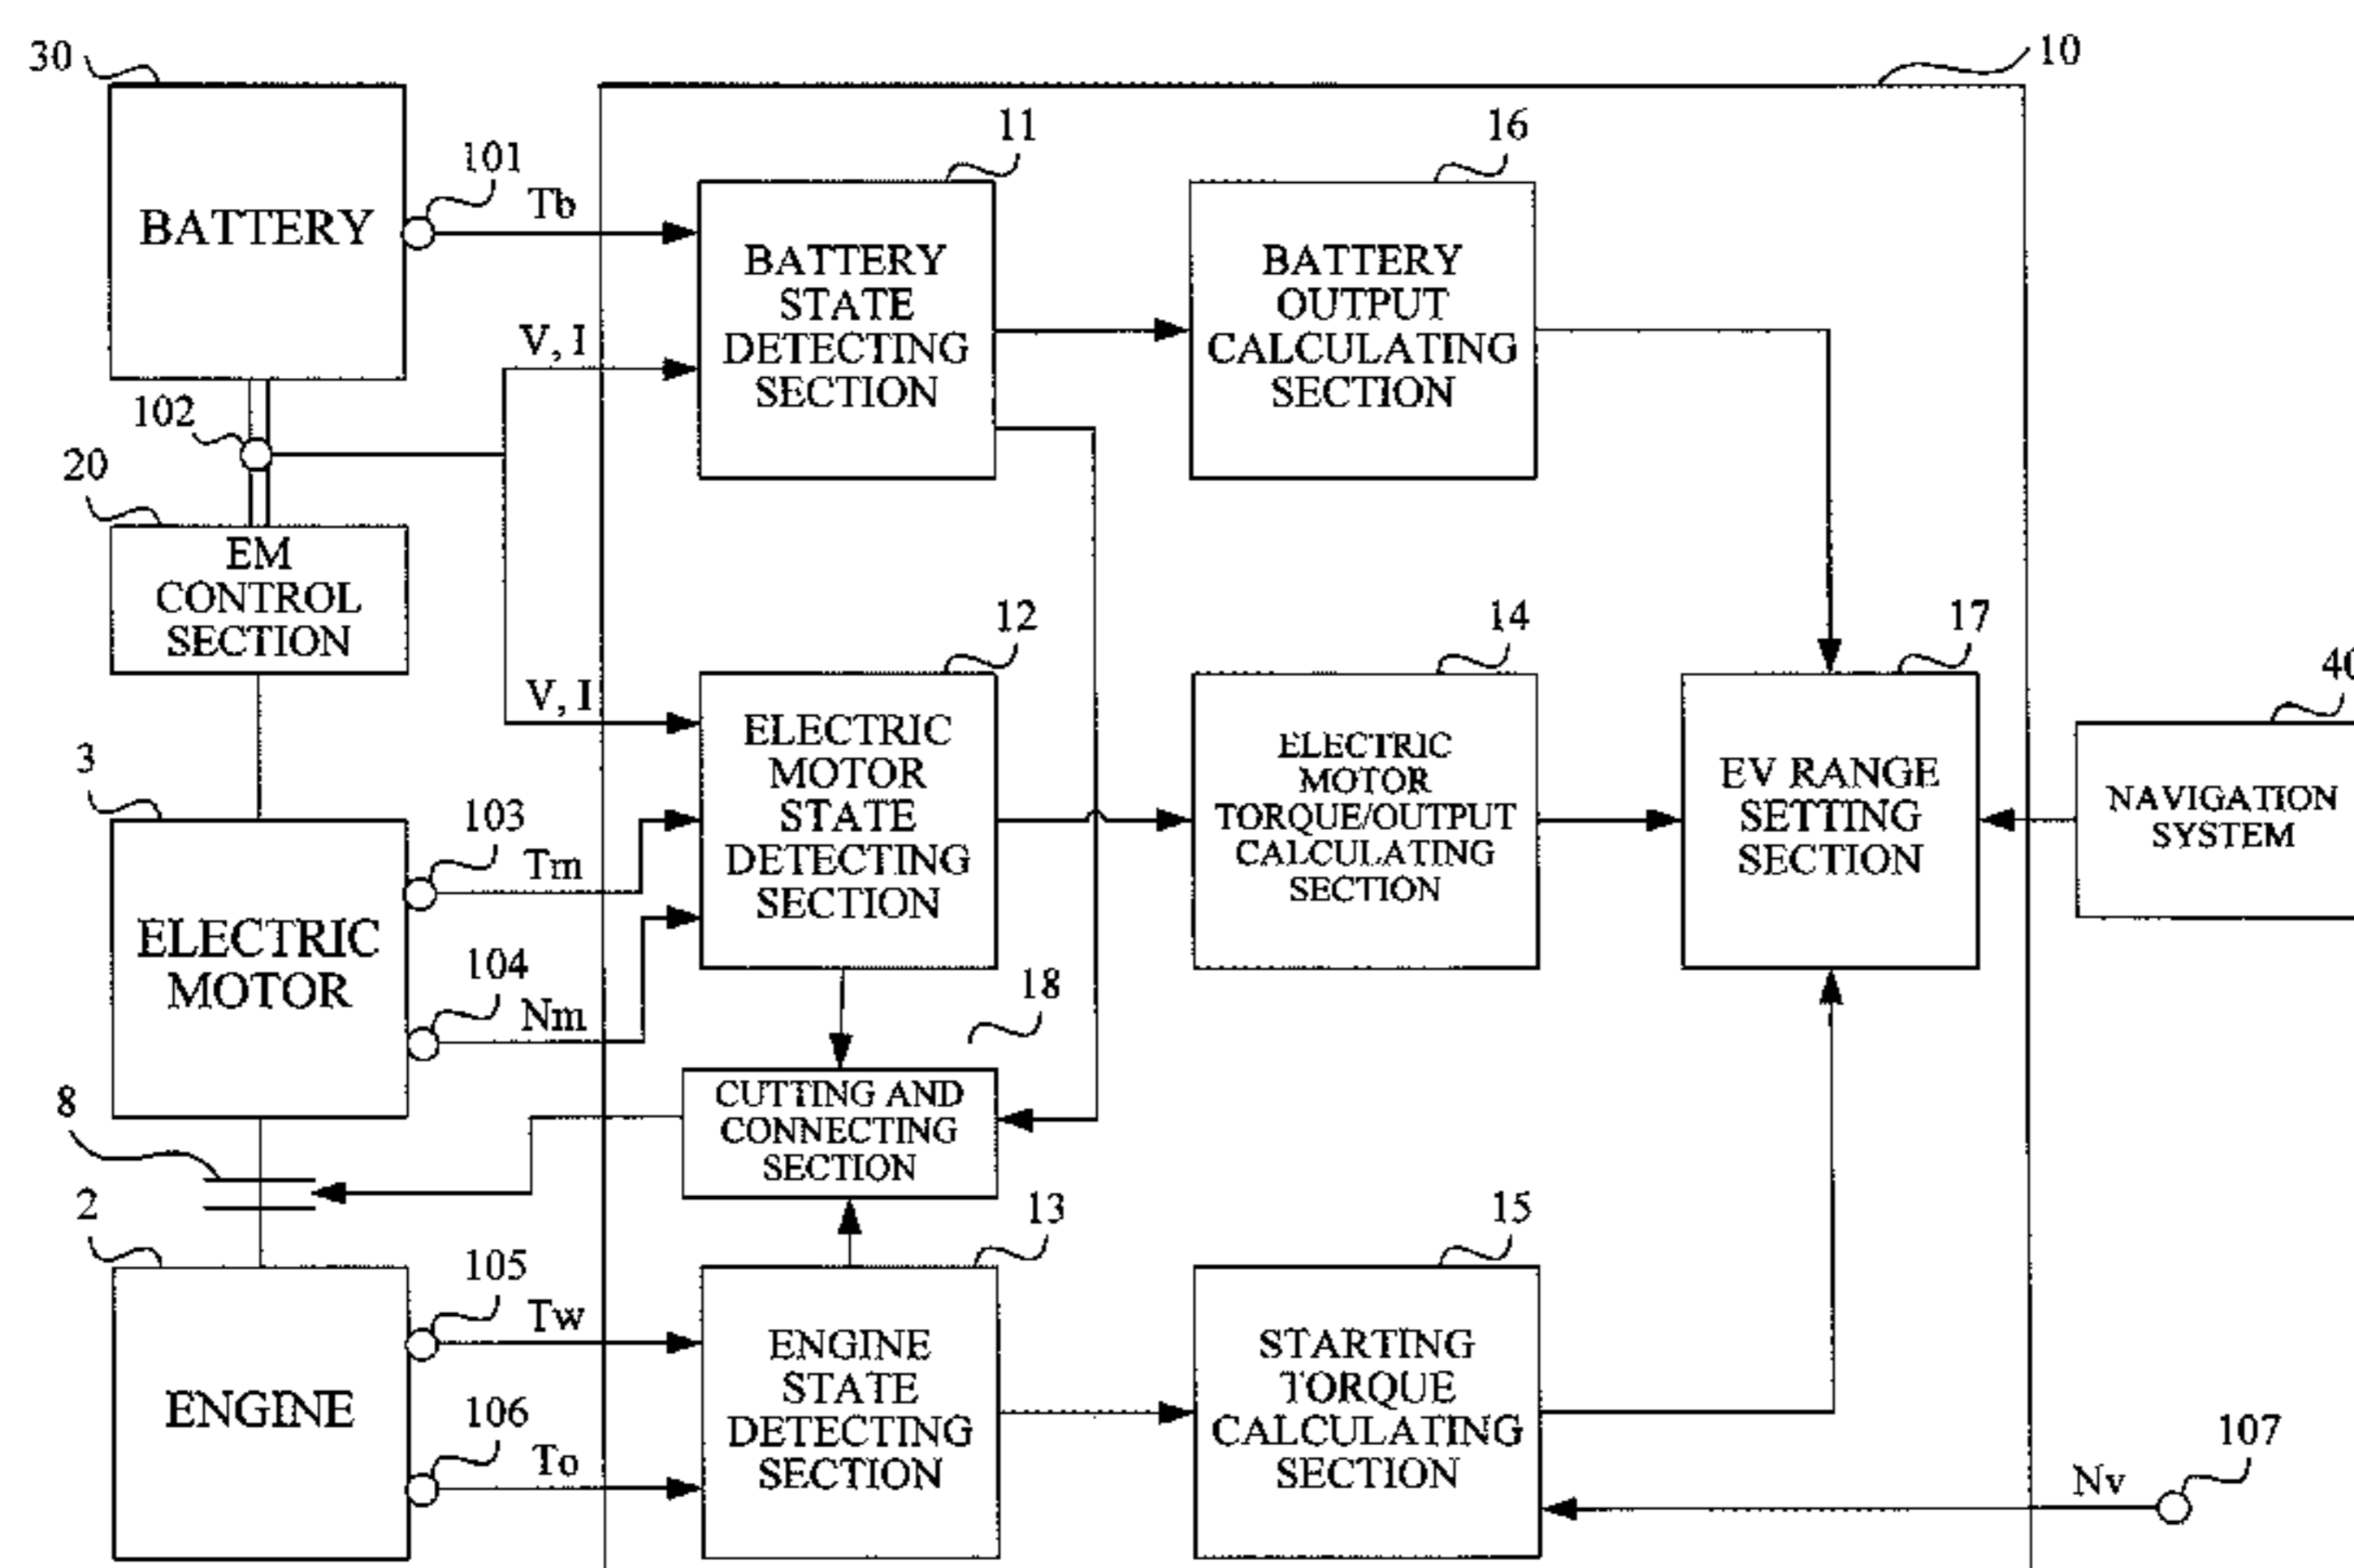 30
10
11
16
101
Tb
BATTERY
BATTERY
STATE
DETECTING
SECTION
BATTERY
OUTPUT
CALCULATING
SECTION
V, I
102
20
EM
CONTROL
SECTION
12
14
17
40
V, I
ELECTRIC
MOTOR
STATE
DETECTING
SECTION
ELECTRIC
MOTOR
TORQUE/OUTPUT
CALCULATING
SECTION
EV RANGE
SETTING
SECTION
NAVIGATION
SYSTEM
3
103
Tm
ELECTRIC
MOTOR
104
Nm
18
8
CUTTING AND
CONNECTING
SECTION
2
13
15
105
Tw
ENGINE
ENGINE
STATE
DETECTING
SECTION
STARTING
TORQUE
CALCULATING
SECTION
106
To
107
Nv